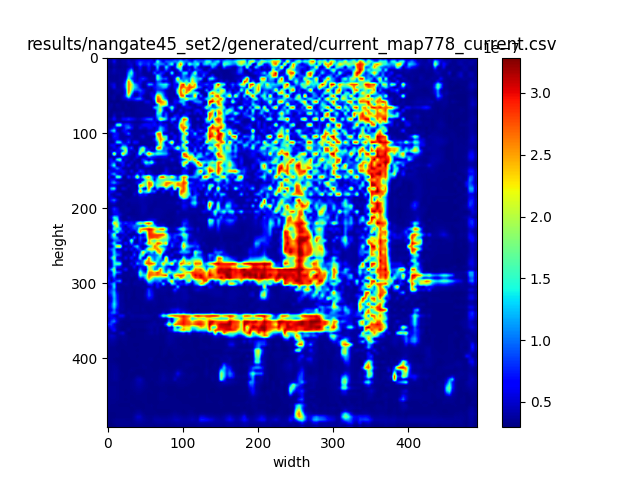 results/nangate45_set2/generated/current_map778_current.csv
1e−7
0
100
200
300
400
height
0 100 200 300 400
width
3.0
2.5
2.0
1.5
1.0
0.5